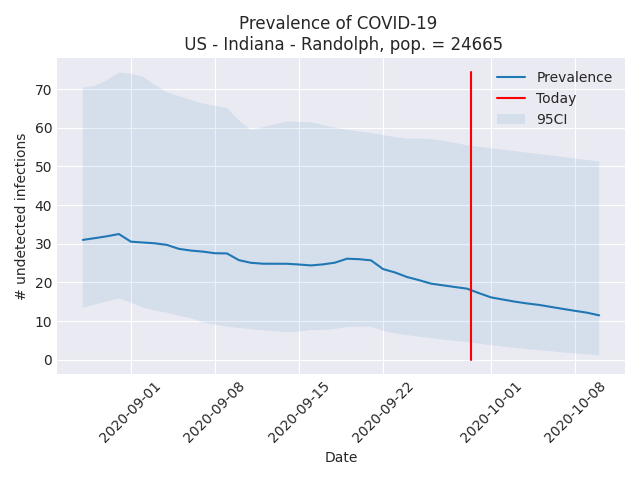 Prevalence of COVID-19
US - Indiana - Randolph, pop. = 24665
Prevalence
Today
95CI
# undetected infections
70
60
50
40
30
20
10
0
2020-09-01
2020-09-08
2020-09-15
2020-09-22
2020-10-01
2020-10-08
Date